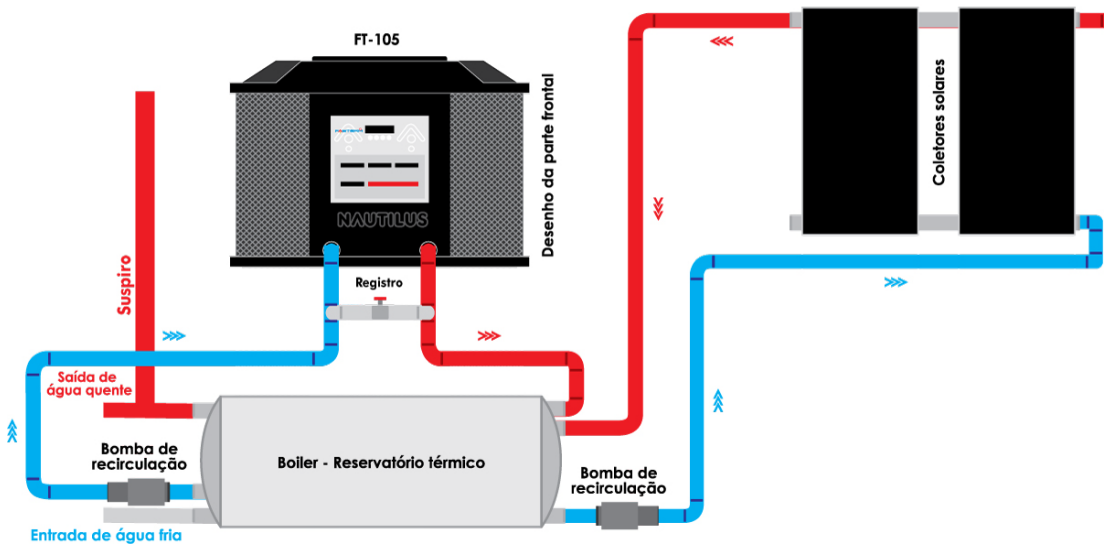 FT-105
Desenho da parte frontal
Coletores solares
NAUTILUS
Registro
Suspiro
Saída de
água quente
Bomba de
recirculação
Boiler - Reservatório térmico
Bomba de
recirculação
Entrada de água fria